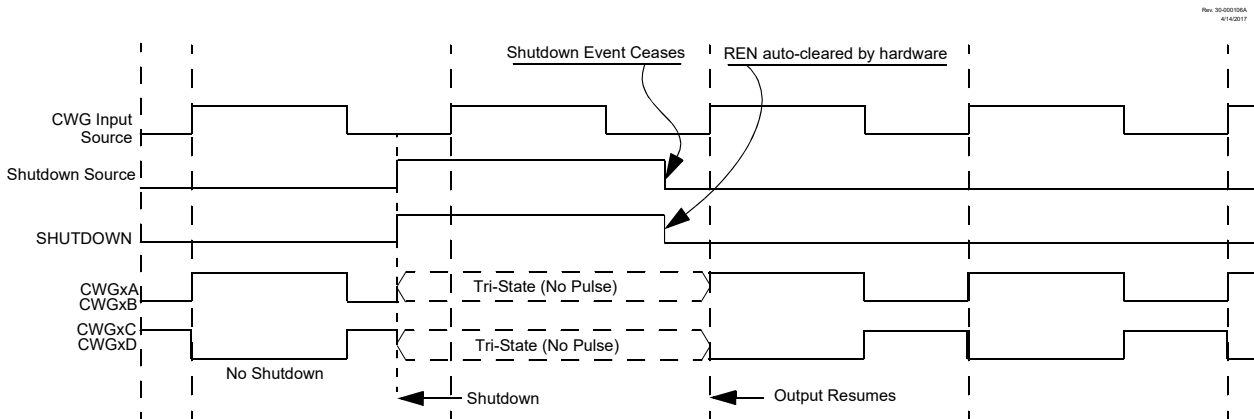 Rev. 30-000106A
4/14/2017
Shutdown Event Ceases
REN auto-cleared by hardware
CWG Input
Source
Shutdown Source
SHUTDOWN
CWGxA
CWGxB
Tri-State (No Pulse)
CWGxC
CWGxD
Tri-State (No Pulse)
No Shutdown
Shutdown
Output Resumes